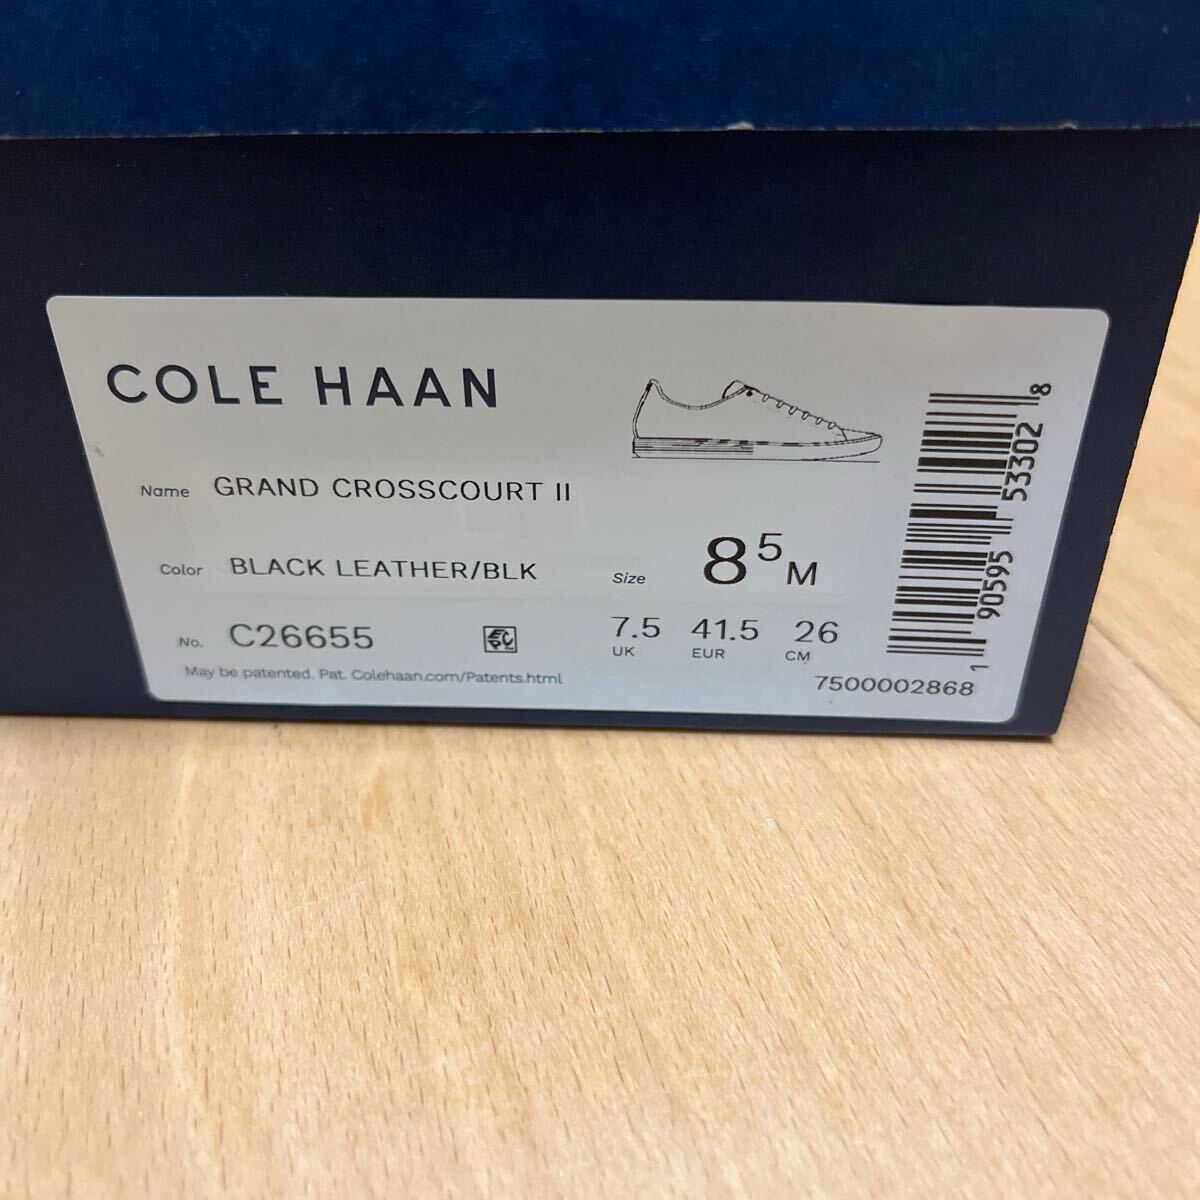 COLE HAAN
Name GRAND CROSSCOURT II
Color BLACK LEATHER/BLK
Size 8 5 M
No. C26655
7.5 UK 41.5 EUR 26 CM
May be patented. Pat. Colehaan.com/Patents.html
7500002868
1 90595 53302 8